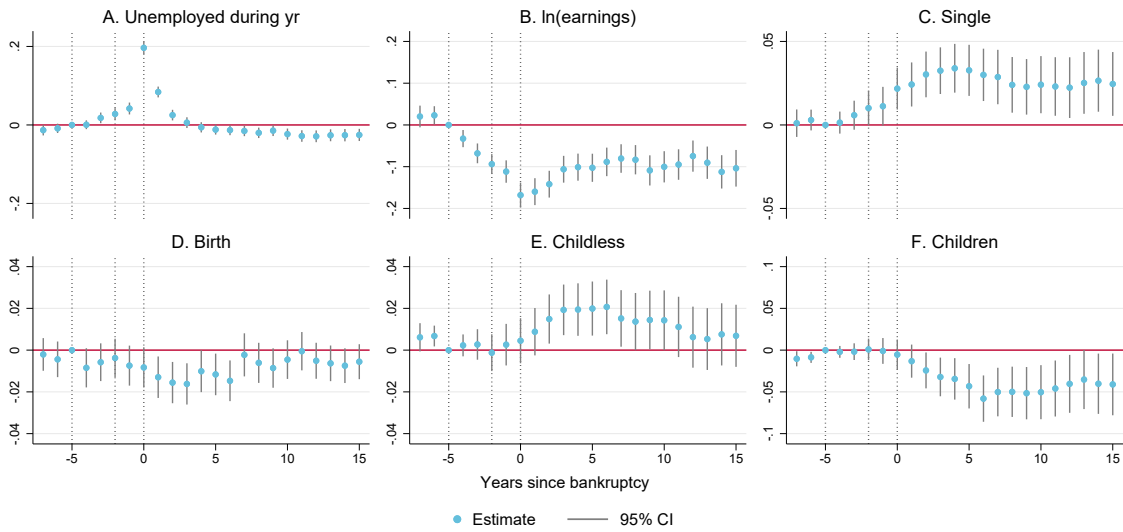 A. Unemployed during yr
B. ln(earnings)
C. Single
.2
0
-.2
.2
.1
0
-.1
-.2
.05
0
-.05
D. Birth
E. Childless
F. Children
.04
.02
0
-.02
-.04
.04
.02
0
-.02
-.04
.1
.05
0
-.05
-.1
-5 0 5 10 15
-5 0 5 10 15
-5 0 5 10 15
Years since bankruptcy
Estimate 95% CI